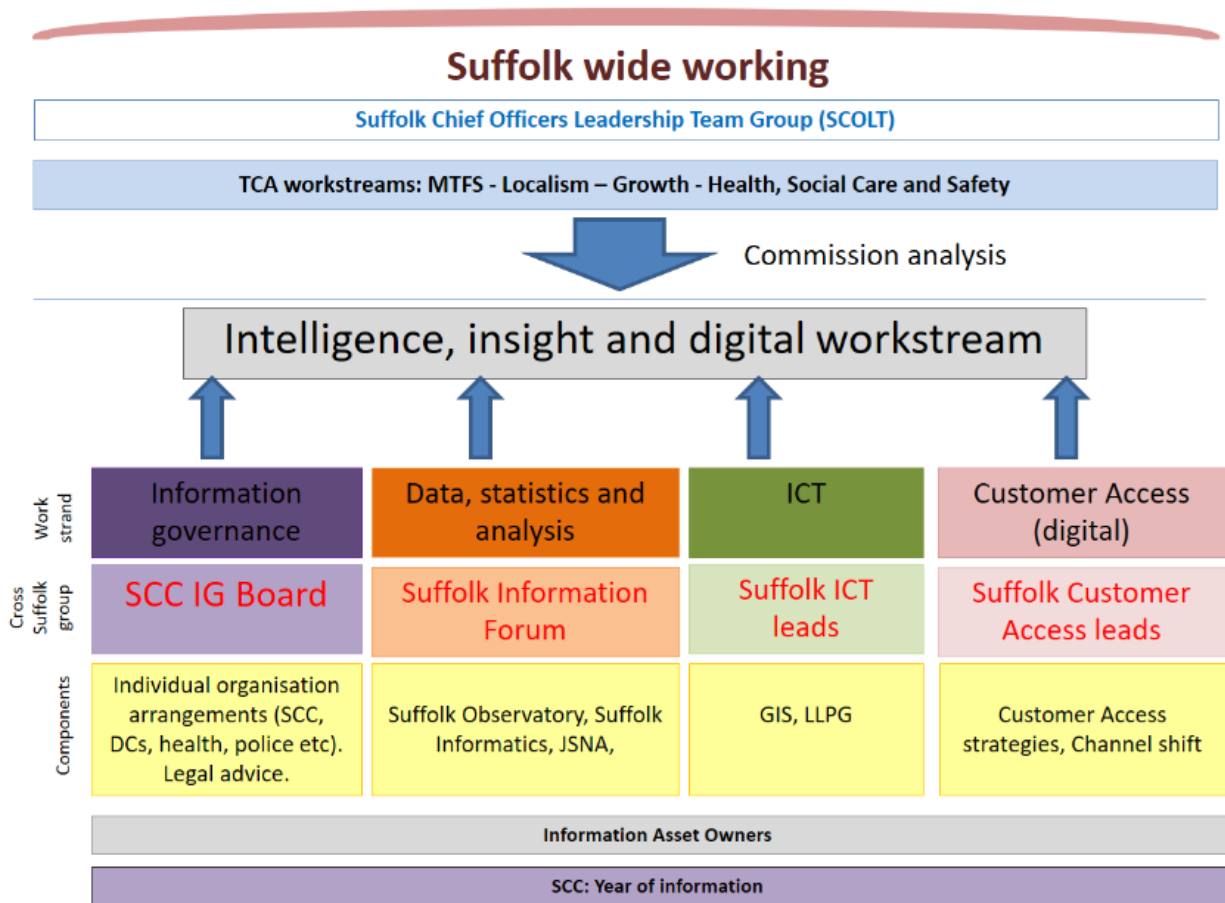 Suffolk wide working
Suffolk Chief Officers Leadership Team Group (SCOLT)
TCA workstreams: MTFS - Localism – Growth - Health, Social Care and Safety
Commission analysis
Intelligence, insight and digital workstream
Work
strand
Information
governance
Data, statistics and
analysis
ICT
Customer Access
(digital)
Cross
Suffolk
group
SCC IG Board
Suffolk Information
Forum
Suffolk ICT
leads
Suffolk Customer
Access leads
Components
Individual organisation
arrangements (SCC,
DCs, health, police etc).
Legal advice.
Suffolk Observatory, Suffolk
Informatics, JSNA,
GIS, LLPG
Customer Access
strategies, Channel shift
Information Asset Owners
SCC: Year of information